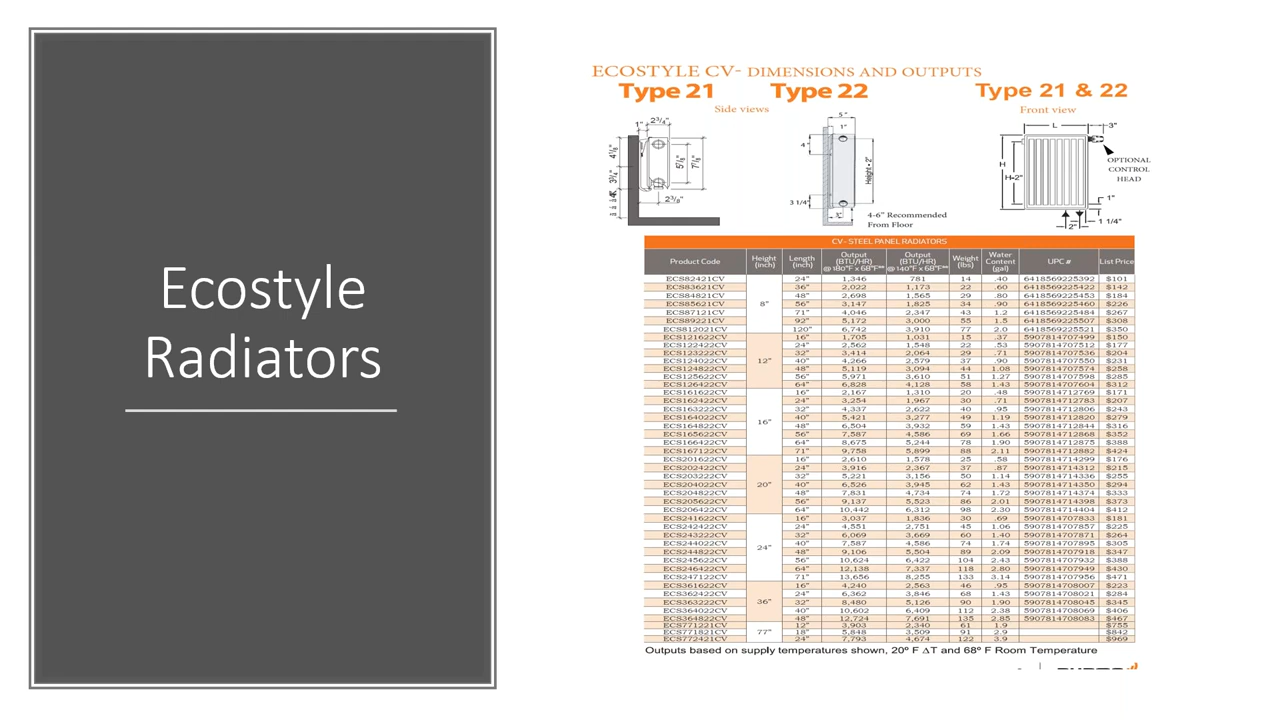 Ecostyle
Radiators
ECOSTYLE CV- DIMENSIONS AND OUTPUTS
Type 21 Type 22 Type 21 & 22
Side views Front view
1" 2¾" 5" 1" L 3"
4" H H-2" Height - 2"
OPTIONAL
CONTROL
HEAD
3 1/4" 3" 1" 1 1/4" 2"
4-6" Recommended
From Floor
CV- STEEL PANEL RADIATORS
Product Code Height (inch) Length (inch) Output (BTU/HR) @ 180°F x 68°F** Output (BTU/HR) @ 140°F x 68°F** Weight (lbs) Water Content (gal) UPC # List Price
8"
ECS82421CV 24" 1,346 781 14 .40 6418569225392 $101
ECS83621CV 36" 2,022 1,173 22 .60 6418569225422 $142
ECS84821CV 48" 2,698 1,565 29 .80 6418569225453 $184
ECS85621CV 56" 3,147 1,825 34 .90 6418569225460 $226
ECS87121CV 71" 4,046 2,347 43 1.2 6418569225484 $267
ECS89221CV 92" 5,172 3,000 55 1.5 6418569225507 $308
ECS812021CV 120" 6,742 3,910 77 2.0 6418569225521 $350
12"
ECS121622CV 16" 1,705 1,031 15 .37 5907814707499 $150
ECS122422CV 24" 2,562 1,548 22 .53 5907814707512 $177
ECS123222CV 32" 3,414 2,064 29 .71 5907814707536 $204
ECS124022CV 40" 4,266 2,579 37 .90 5907814707550 $231
ECS124822CV 48" 5,119 3,094 44 1.08 5907814707574 $258
ECS125622CV 56" 5,971 3,610 51 1.27 5907814707598 $285
ECS126422CV 64" 6,828 4,128 58 1.43 5907814707604 $312
16"
ECS161622CV 16" 2,167 1,310 20 .48 5907814712769 $171
ECS162422CV 24" 3,254 1,967 30 .71 5907814712783 $207
ECS163222CV 32" 4,337 2,622 40 .95 5907814712806 $243
ECS164022CV 40" 5,421 3,277 49 1.19 5907814712820 $279
ECS164822CV 48" 6,504 3,932 59 1.43 5907814712844 $316
ECS165622CV 56" 7,587 4,586 69 1.66 5907814712868 $352
ECS166422CV 64" 8,675 5,244 78 1.90 5907814712875 $388
ECS167122CV 71" 9,758 5,899 88 2.11 5907814712882 $424
20"
ECS201622CV 16" 2,610 1,578 25 .58 5907814714299 $176
ECS202422CV 24" 3,916 2,367 37 .87 5907814714312 $215
ECS203222CV 32" 5,221 3,156 50 1.14 5907814714336 $255
ECS204022CV 40" 6,526 3,945 62 1.43 5907814714350 $294
ECS204822CV 48" 7,831 4,734 74 1.72 5907814714374 $333
ECS205622CV 56" 9,137 5,523 86 2.01 5907814714398 $373
ECS206422CV 64" 10,442 6,312 98 2.30 5907814714404 $412
24"
ECS241622CV 16" 3,037 1,836 30 .69 5907814707833 $181
ECS242422CV 24" 4,551 2,751 45 1.06 5907814707857 $225
ECS243222CV 32" 6,069 3,669 60 1.40 5907814707871 $264
ECS244022CV 40" 7,587 4,586 74 1.74 5907814707895 $305
ECS244822CV 48" 9,106 5,504 89 2.09 5907814707918 $347
ECS245622CV 56" 10,624 6,422 104 2.43 5907814707932 $388
ECS246422CV 64" 12,138 7,337 118 2.80 5907814707949 $430
ECS247122CV 71" 13,656 8,255 133 3.14 5907814707956 $471
36"
ECS361622CV 16" 4,240 2,563 46 .95 5907814708007 $223
ECS362422CV 24" 6,362 3,846 68 1.43 5907814708021 $284
ECS363222CV 32" 8,480 5,126 90 1.90 5907814708045 $345
ECS364022CV 40" 10,602 6,409 112 2.38 5907814708069 $406
ECS364822CV 48" 12,724 7,691 135 2.85 5907814708083 $467
77"
ECS771221CV 12" 3,903 2,340 61 1.9 $755
ECS771821CV 18" 5,848 3,509 91 2.9 $842
ECS772421CV 24" 7,793 4,674 122 3.9 $969
Outputs based on supply temperatures shown, 20º F ΔT and 68º F Room Temperature